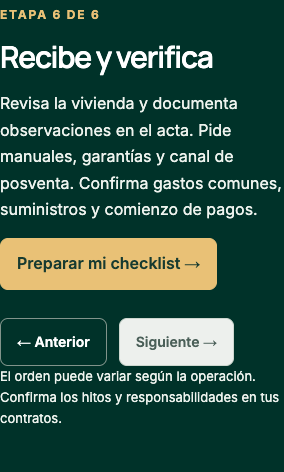 ETAPA 6 DE 6
Recibe y verifica
Revisa la vivienda y documenta
observaciones en el acta. Pide
manuales, garantías y canal de
posventa. Confirma gastos comunes,
suministros y comienzo de pagos.
Preparar mi checklist →
← Anterior
Siguiente →
El orden puede variar según la operación.
Confirma los hitos y responsabilidades en tus
contratos.